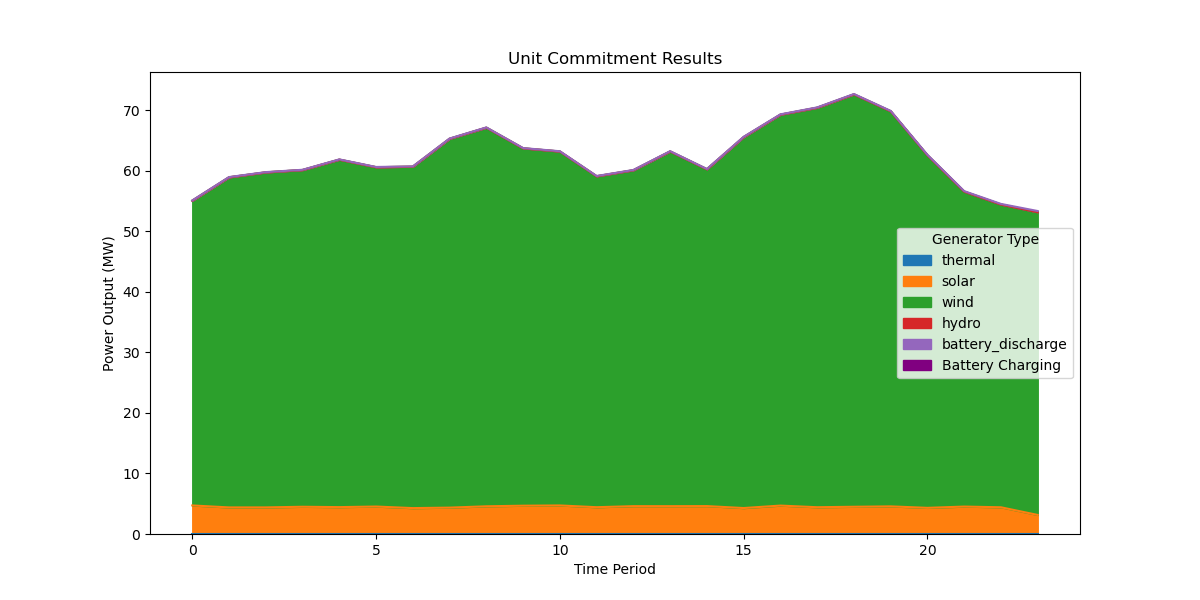 Unit Commitment Results
Power Output (MW)
70
60
50
40
30
20
10
0
0 5 10 15 20
Time Period
Generator Type
thermal
solar
wind
hydro
battery_discharge
Battery Charging